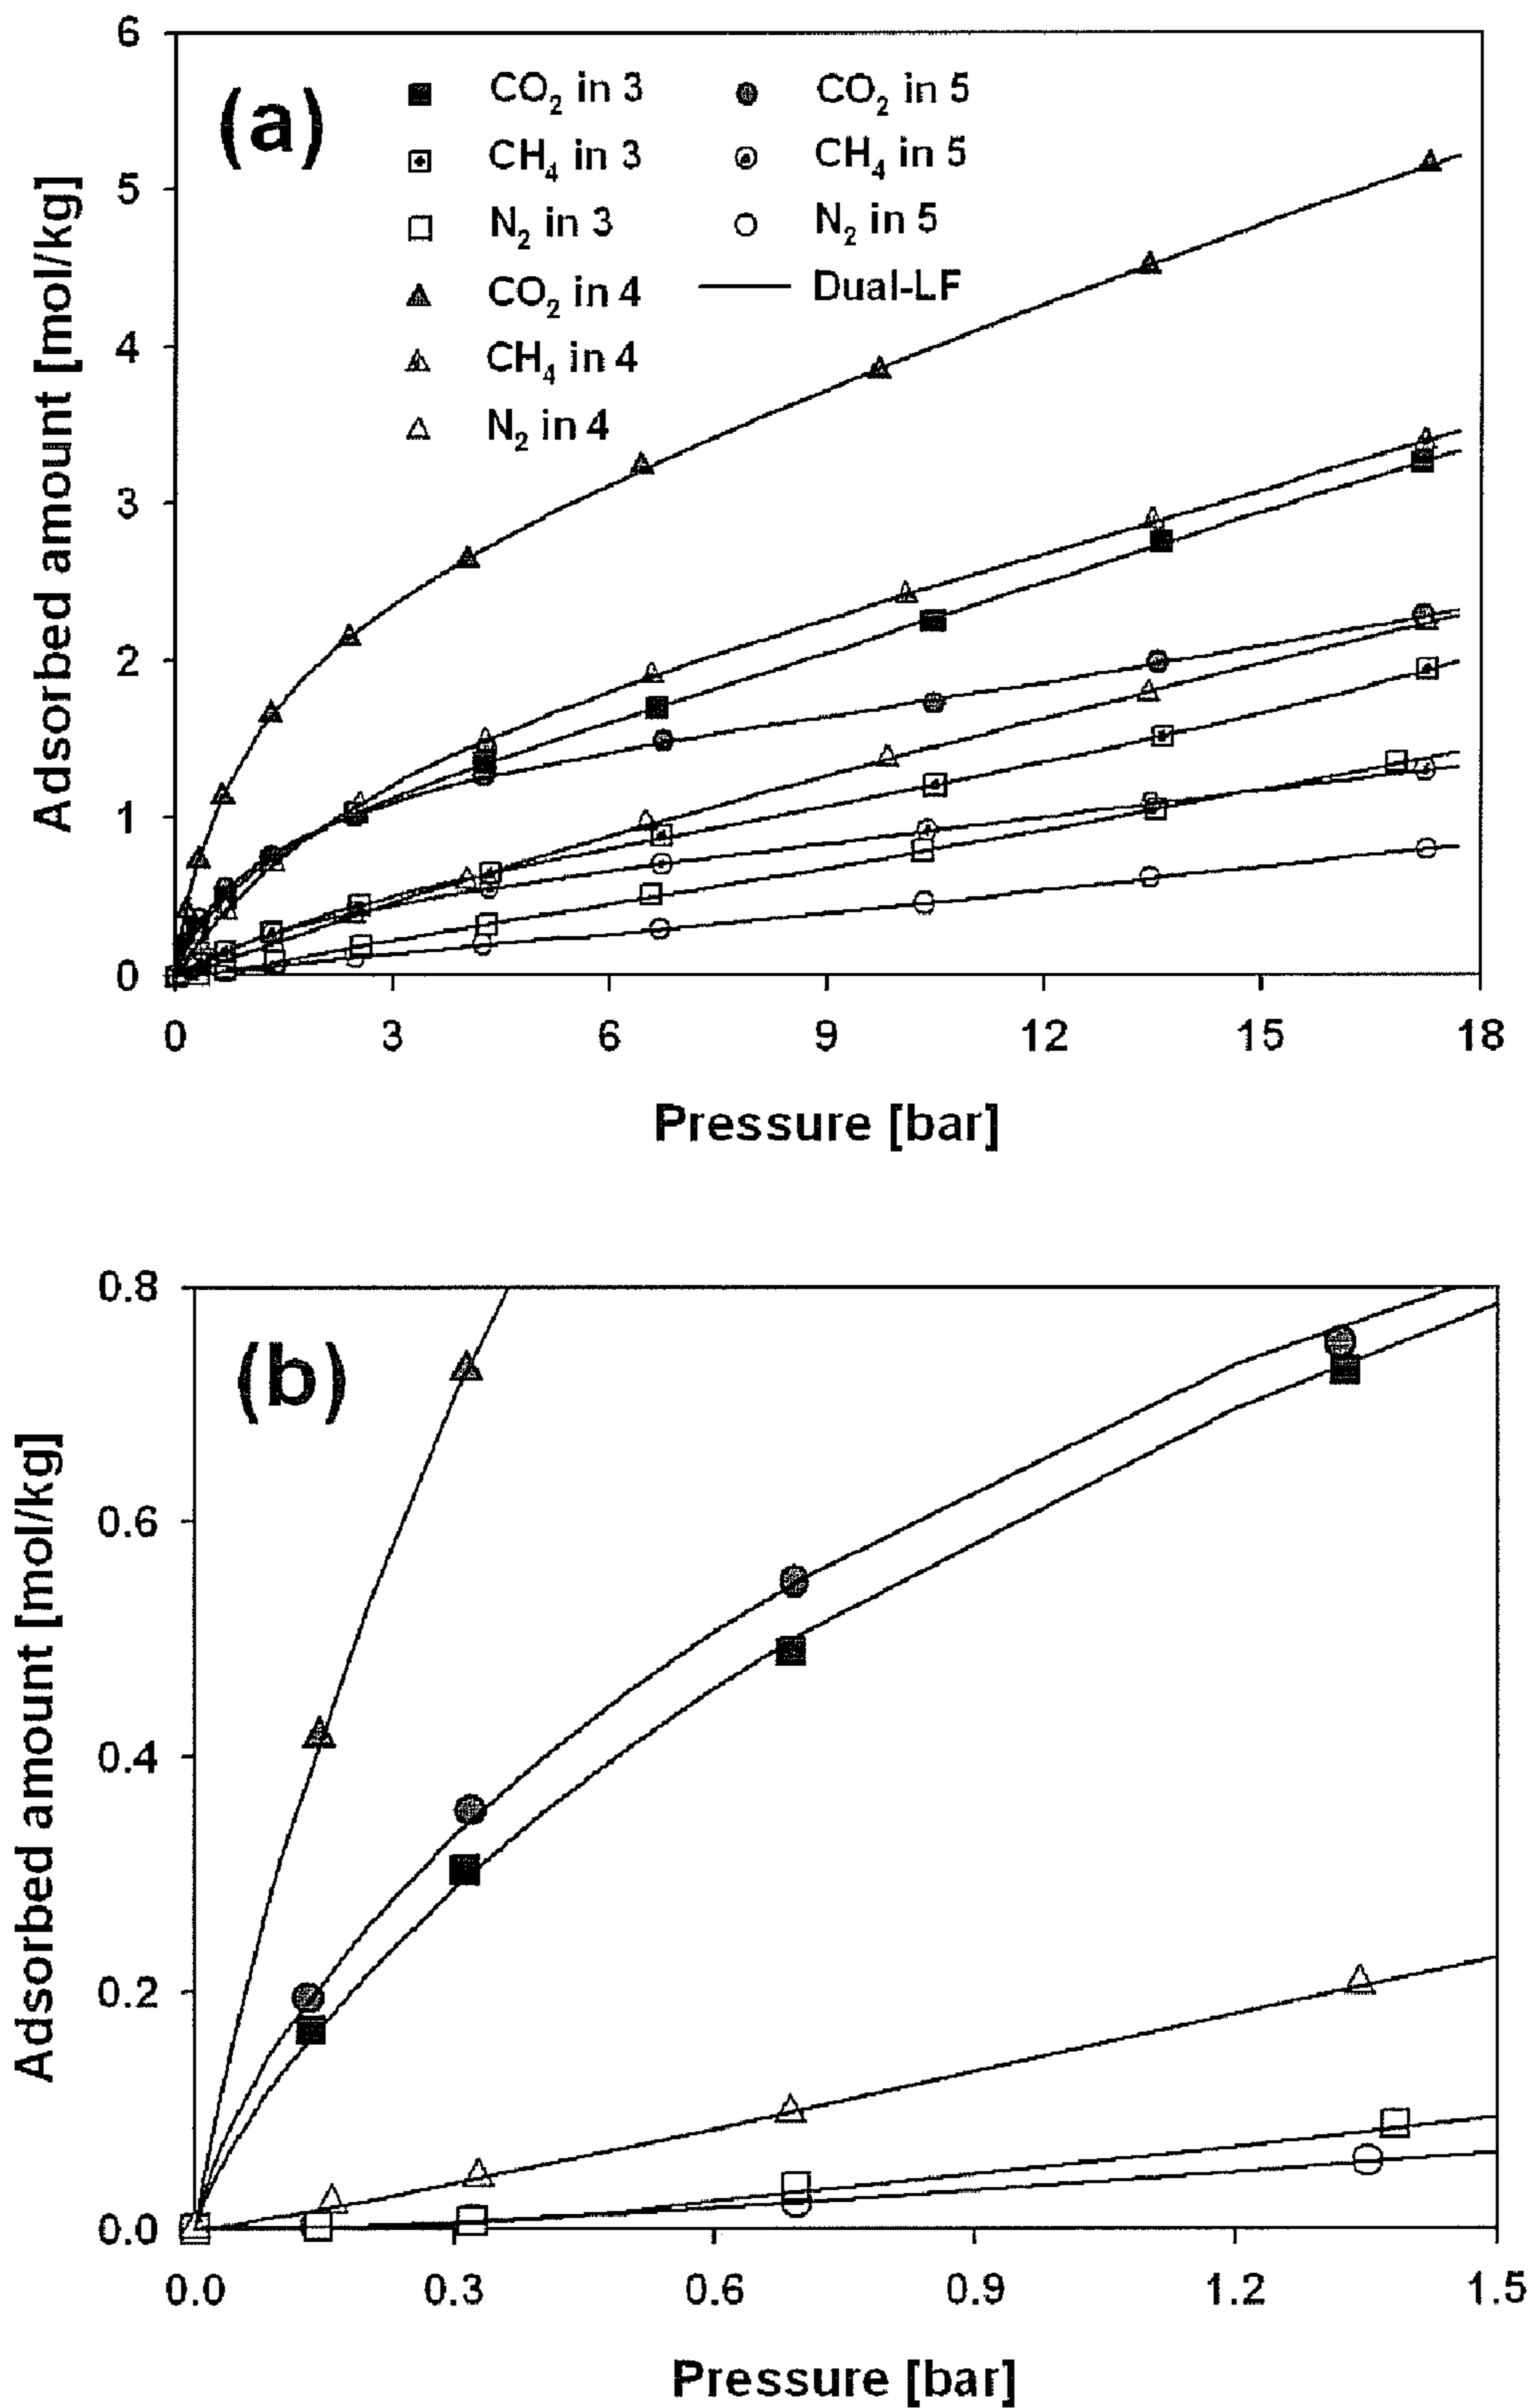 6
(a)
CO₂ in 3
CO₂ in 5
CH₄ in 3
CH₄ in 5
N₂ in 3
N₂ in 5
CO₂ in 4
Dual-LF
CH₄ in 4
N₂ in 4
5
4
3
2
1
0
Adsorbed amount [mol/kg]
0 3 6 9 12 15 18
Pressure [bar]
0.8
(b)
0.6
0.4
0.2
0.0
Adsorbed amount [mol/kg]
0.0 0.3 0.6 0.9 1.2 1.5
Pressure [bar]